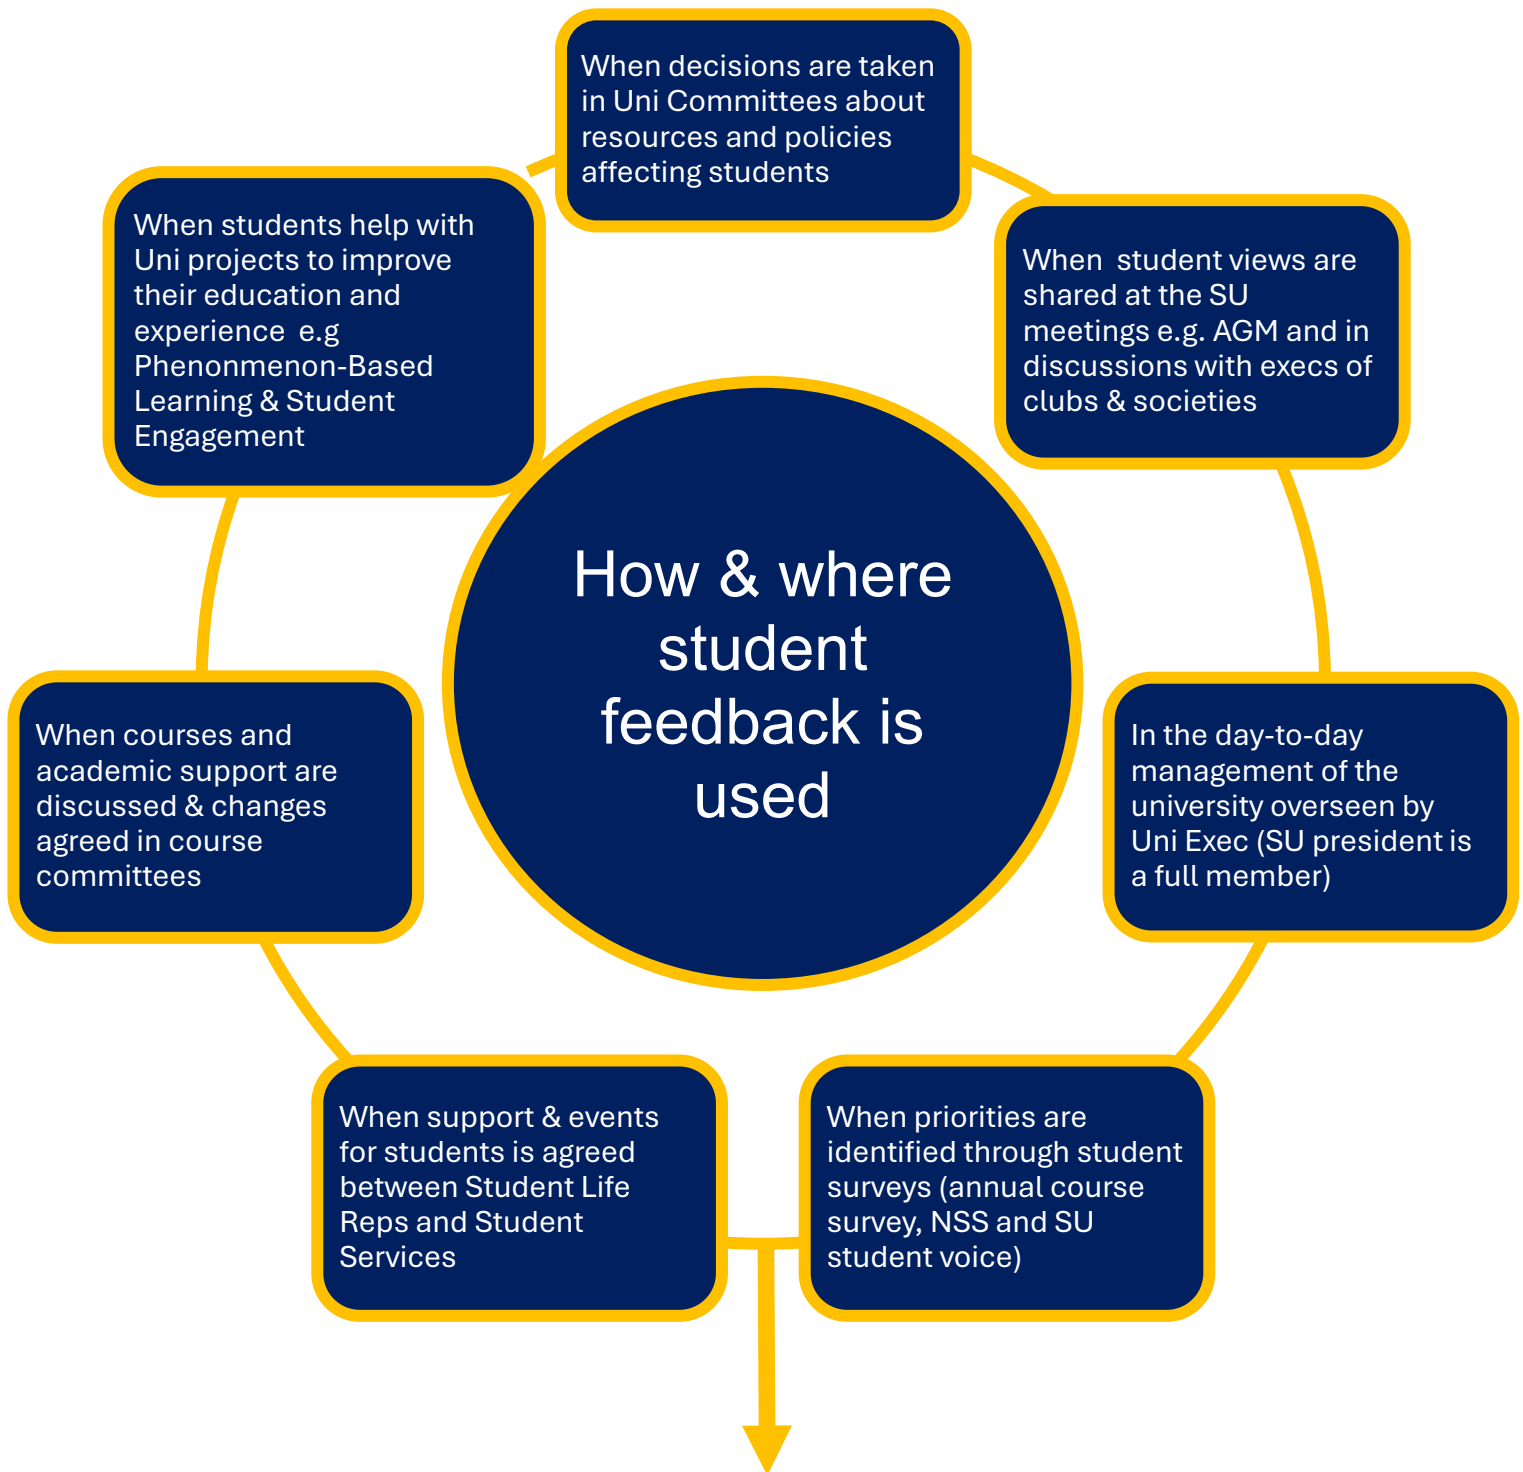 When decisions are taken
in Uni Committees about
resources and policies
affecting students
When students help with
Uni projects to improve
their education and
experience  e.g
Phenonmenon-Based
Learning & Student
Engagement
When  student views are
shared at the SU
meetings e.g. AGM and in
discussions with execs of
clubs & societies
How & where
student
feedback is
used
When courses and
academic support are
discussed & changes
agreed in course
committees
In the day-to-day
management of the
university overseen by
Uni Exec (SU president is
a full member)
When support & events
for students is agreed
between Student Life
Reps and Student
Services
When priorities are
identified through student
surveys (annual course
survey, NSS and SU
student voice)